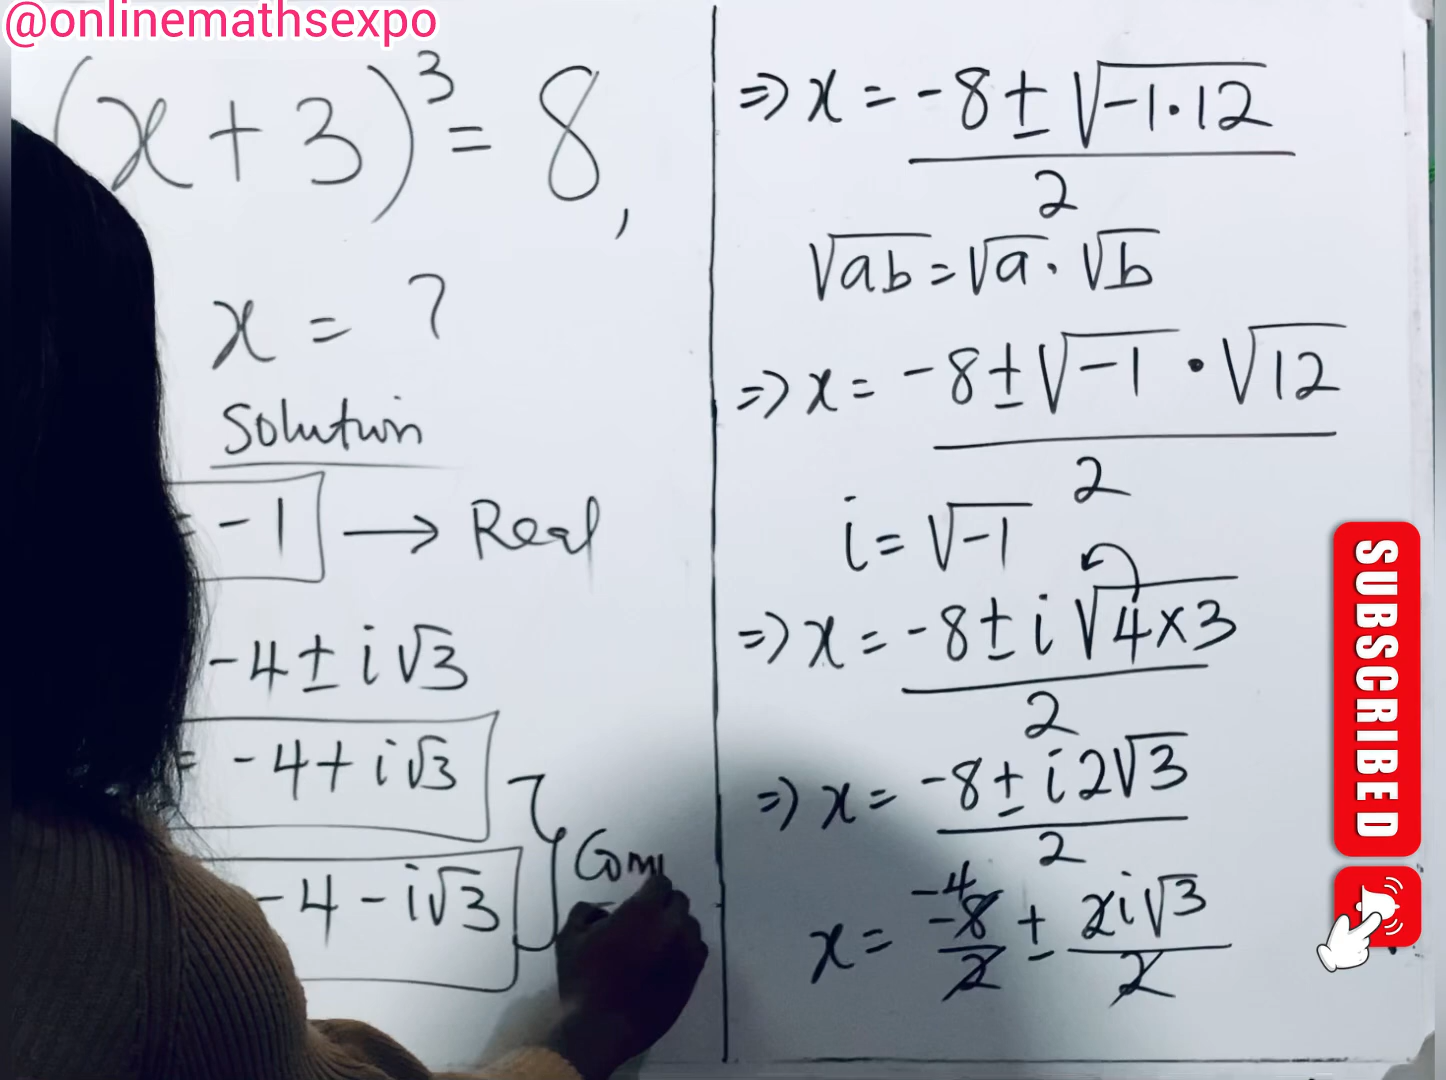 @onlinemathsexpo
(x+3)³ = 8,
x = ?
Solution
= -1 → Real
-4 ± i√3
= -4 + i√3
-4 - i√3
⇒ x = (-8 ± √(-1·12))/2
√ab = √a · √b
⇒ x = (-8 ± √-1 · √12)/2
i = √-1
⇒ x = (-8 ± i√(4×3))/2
⇒ x = (-8 ± i2√3)/2
-4
x = -8/2 ± 2i√3/2
SUBSCRIBED